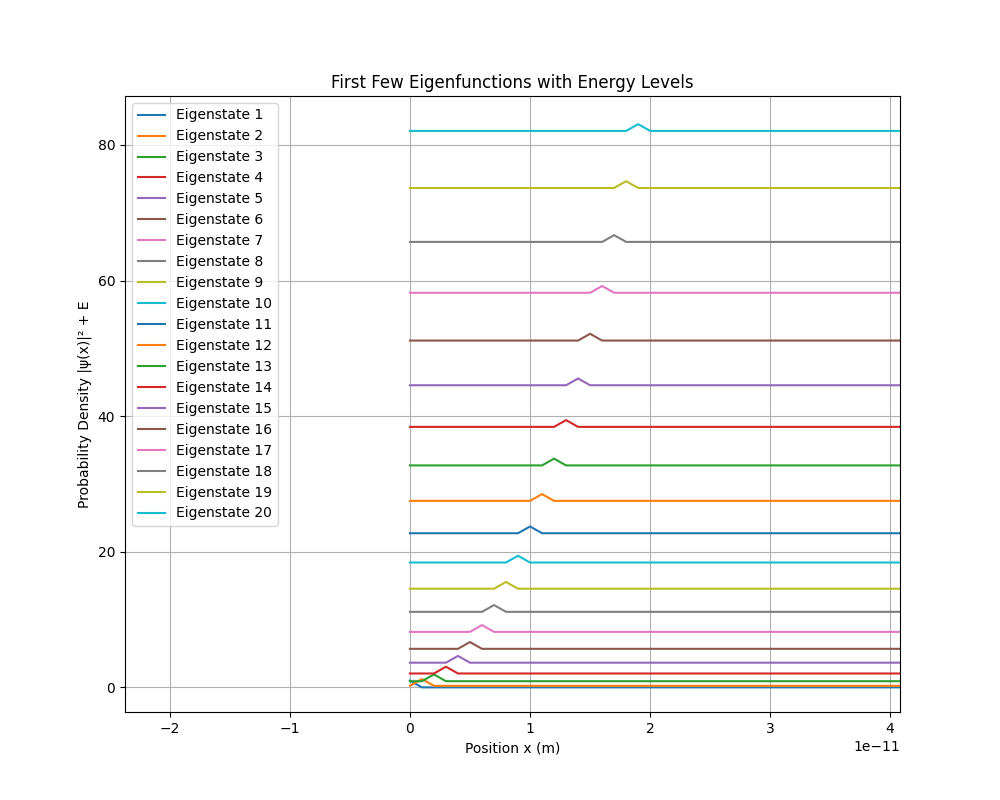 First Few Eigenfunctions with Energy Levels
Probability Density |ψ(x)|² + E
80
60
40
20
0
Eigenstate 1
Eigenstate 2
Eigenstate 3
Eigenstate 4
Eigenstate 5
Eigenstate 6
Eigenstate 7
Eigenstate 8
Eigenstate 9
Eigenstate 10
Eigenstate 11
Eigenstate 12
Eigenstate 13
Eigenstate 14
Eigenstate 15
Eigenstate 16
Eigenstate 17
Eigenstate 18
Eigenstate 19
Eigenstate 20
−2 −1 0 1 2 3 4
1e−11
Position x (m)